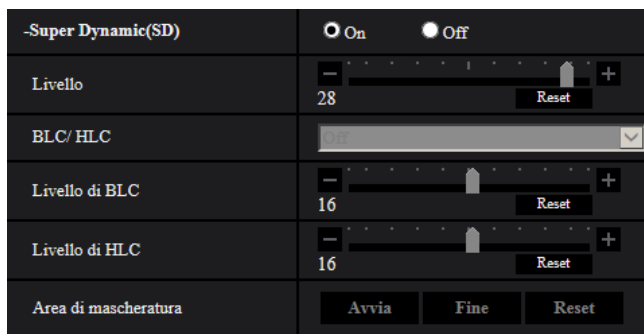 -Super Dynamic(SD) On Off
Livello 28 Reset
BLC/ HLC Off
Livello di BLC 16 Reset
Livello di HLC 16 Reset
Area di mascheratura Avvia Fine Reset